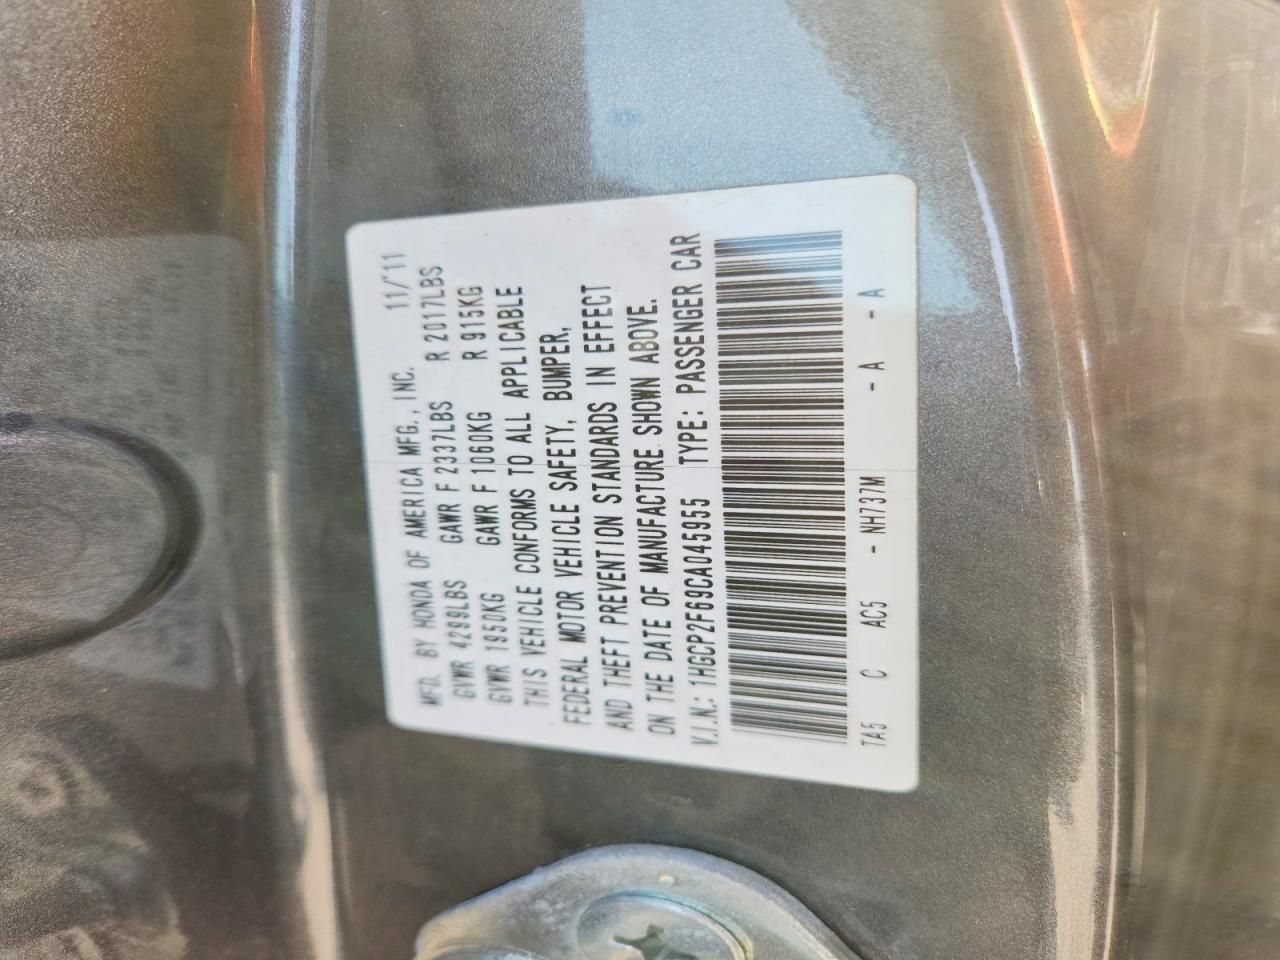 MFD. BY HONDA OF AMERICA MFG., INC. 11/11
GVWR 4299LBS GAWR F 2337LBS R 2017LBS
GVWR 1950KG GAWR F 1060KG R 915KG
THIS VEHICLE CONFORMS TO ALL APPLICABLE
FEDERAL MOTOR VEHICLE SAFETY, BUMPER,
AND THEFT PREVENTION STANDARDS IN EFFECT
ON THE DATE OF MANUFACTURE SHOWN ABOVE.
V.I.N.: 1HGCP2F69CA045955 TYPE: PASSENGER CAR
TA5 C AC5 - NH737M - A - A